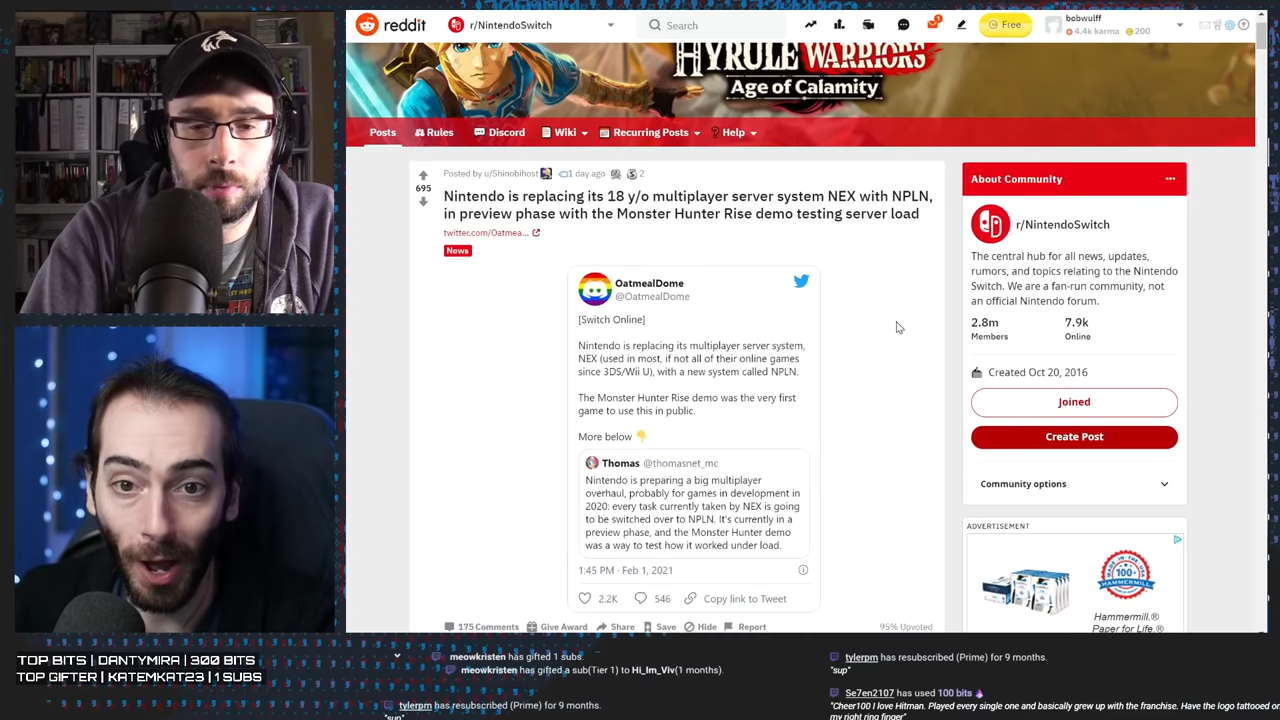 reddit
r/NintendoSwitch
Search
Free
bobwulff
4.4k karma
200
HYRULE WARRIORS
Age of Calamity
Posts
Rules
Discord
Wiki
Recurring Posts
Help
Posted by u/Shinobihost
1 day ago
2
695
Nintendo is replacing its 18 y/o multiplayer server system NEX with NPLN,
in preview phase with the Monster Hunter Rise demo testing server load
twitter.com/Oatmea...
News
OatmealDome
@OatmealDome
[Switch Online]
Nintendo is replacing its multiplayer server system,
NEX (used in most, if not all of their online games
since 3DS/Wii U), with a new system called NPLN.
The Monster Hunter Rise demo was the very first
game to use this in public.
More below 👇
Thomas @thomasnet_mc
Nintendo is preparing a big multiplayer
overhaul, probably for games in development in
2020: every task currently taken by NEX is going
to be switched over to NPLN. It's currently in a
preview phase, and the Monster Hunter demo
was a way to test how it worked under load.
1:45 PM · Feb 1, 2021
2.2K
546
Copy link to Tweet
175 Comments
Give Award
Share
Save
Hide
Report
95% Upvoted
About Community
r/NintendoSwitch
The central hub for all news, updates,
rumors, and topics relating to the Nintendo
Switch. We are a fan-run community, not
an official Nintendo forum.
2.8m
Members
7.9k
Online
Created Oct 20, 2016
Joined
Create Post
Community options
ADVERTISEMENT
MADE IN THE USA
100%
HAMMERMILL
Hammermill.®
Paper for Life.®
TOP BITS | DANTYMIRA | 300 BITS
TOP GIFTER | KATEMKAT23 | 1 SUBS
meowkristen has gifted 1 subs.
meowkristen has gifted a sub(Tier 1) to Hi_Im_Viv(1 months).
tylerpm has resubscribed (Prime) for 9 months.
"sup"
tylerpm has resubscribed (Prime) for 9 months.
"sup"
Se7en2107 has used 100 bits
"Cheer100 I love Hitman. Played every single one and basically grew up with the franchise. Have the logo tattooed on
my right ring finger"